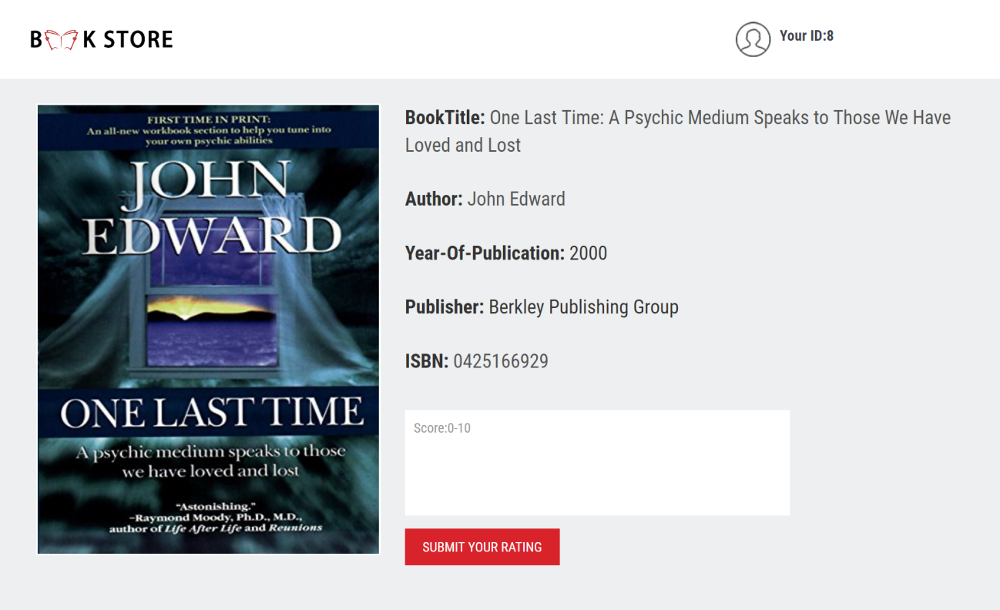 B K STORE
Your ID:8
FIRST TIME IN PRINT:
An all-new workbook section to help you tune into
your own psychic abilities
JOHN
EDWARD
ONE LAST TIME
A psychic medium speaks to those
we have loved and lost
“Astonishing.”
–Raymond Moody, Ph.D., M.D.,
author of Life After Life and Reunions
BookTitle: One Last Time: A Psychic Medium Speaks to Those We Have
Loved and Lost
Author: John Edward
Year-Of-Publication: 2000
Publisher: Berkley Publishing Group
ISBN: 0425166929
Score:0-10
SUBMIT YOUR RATING